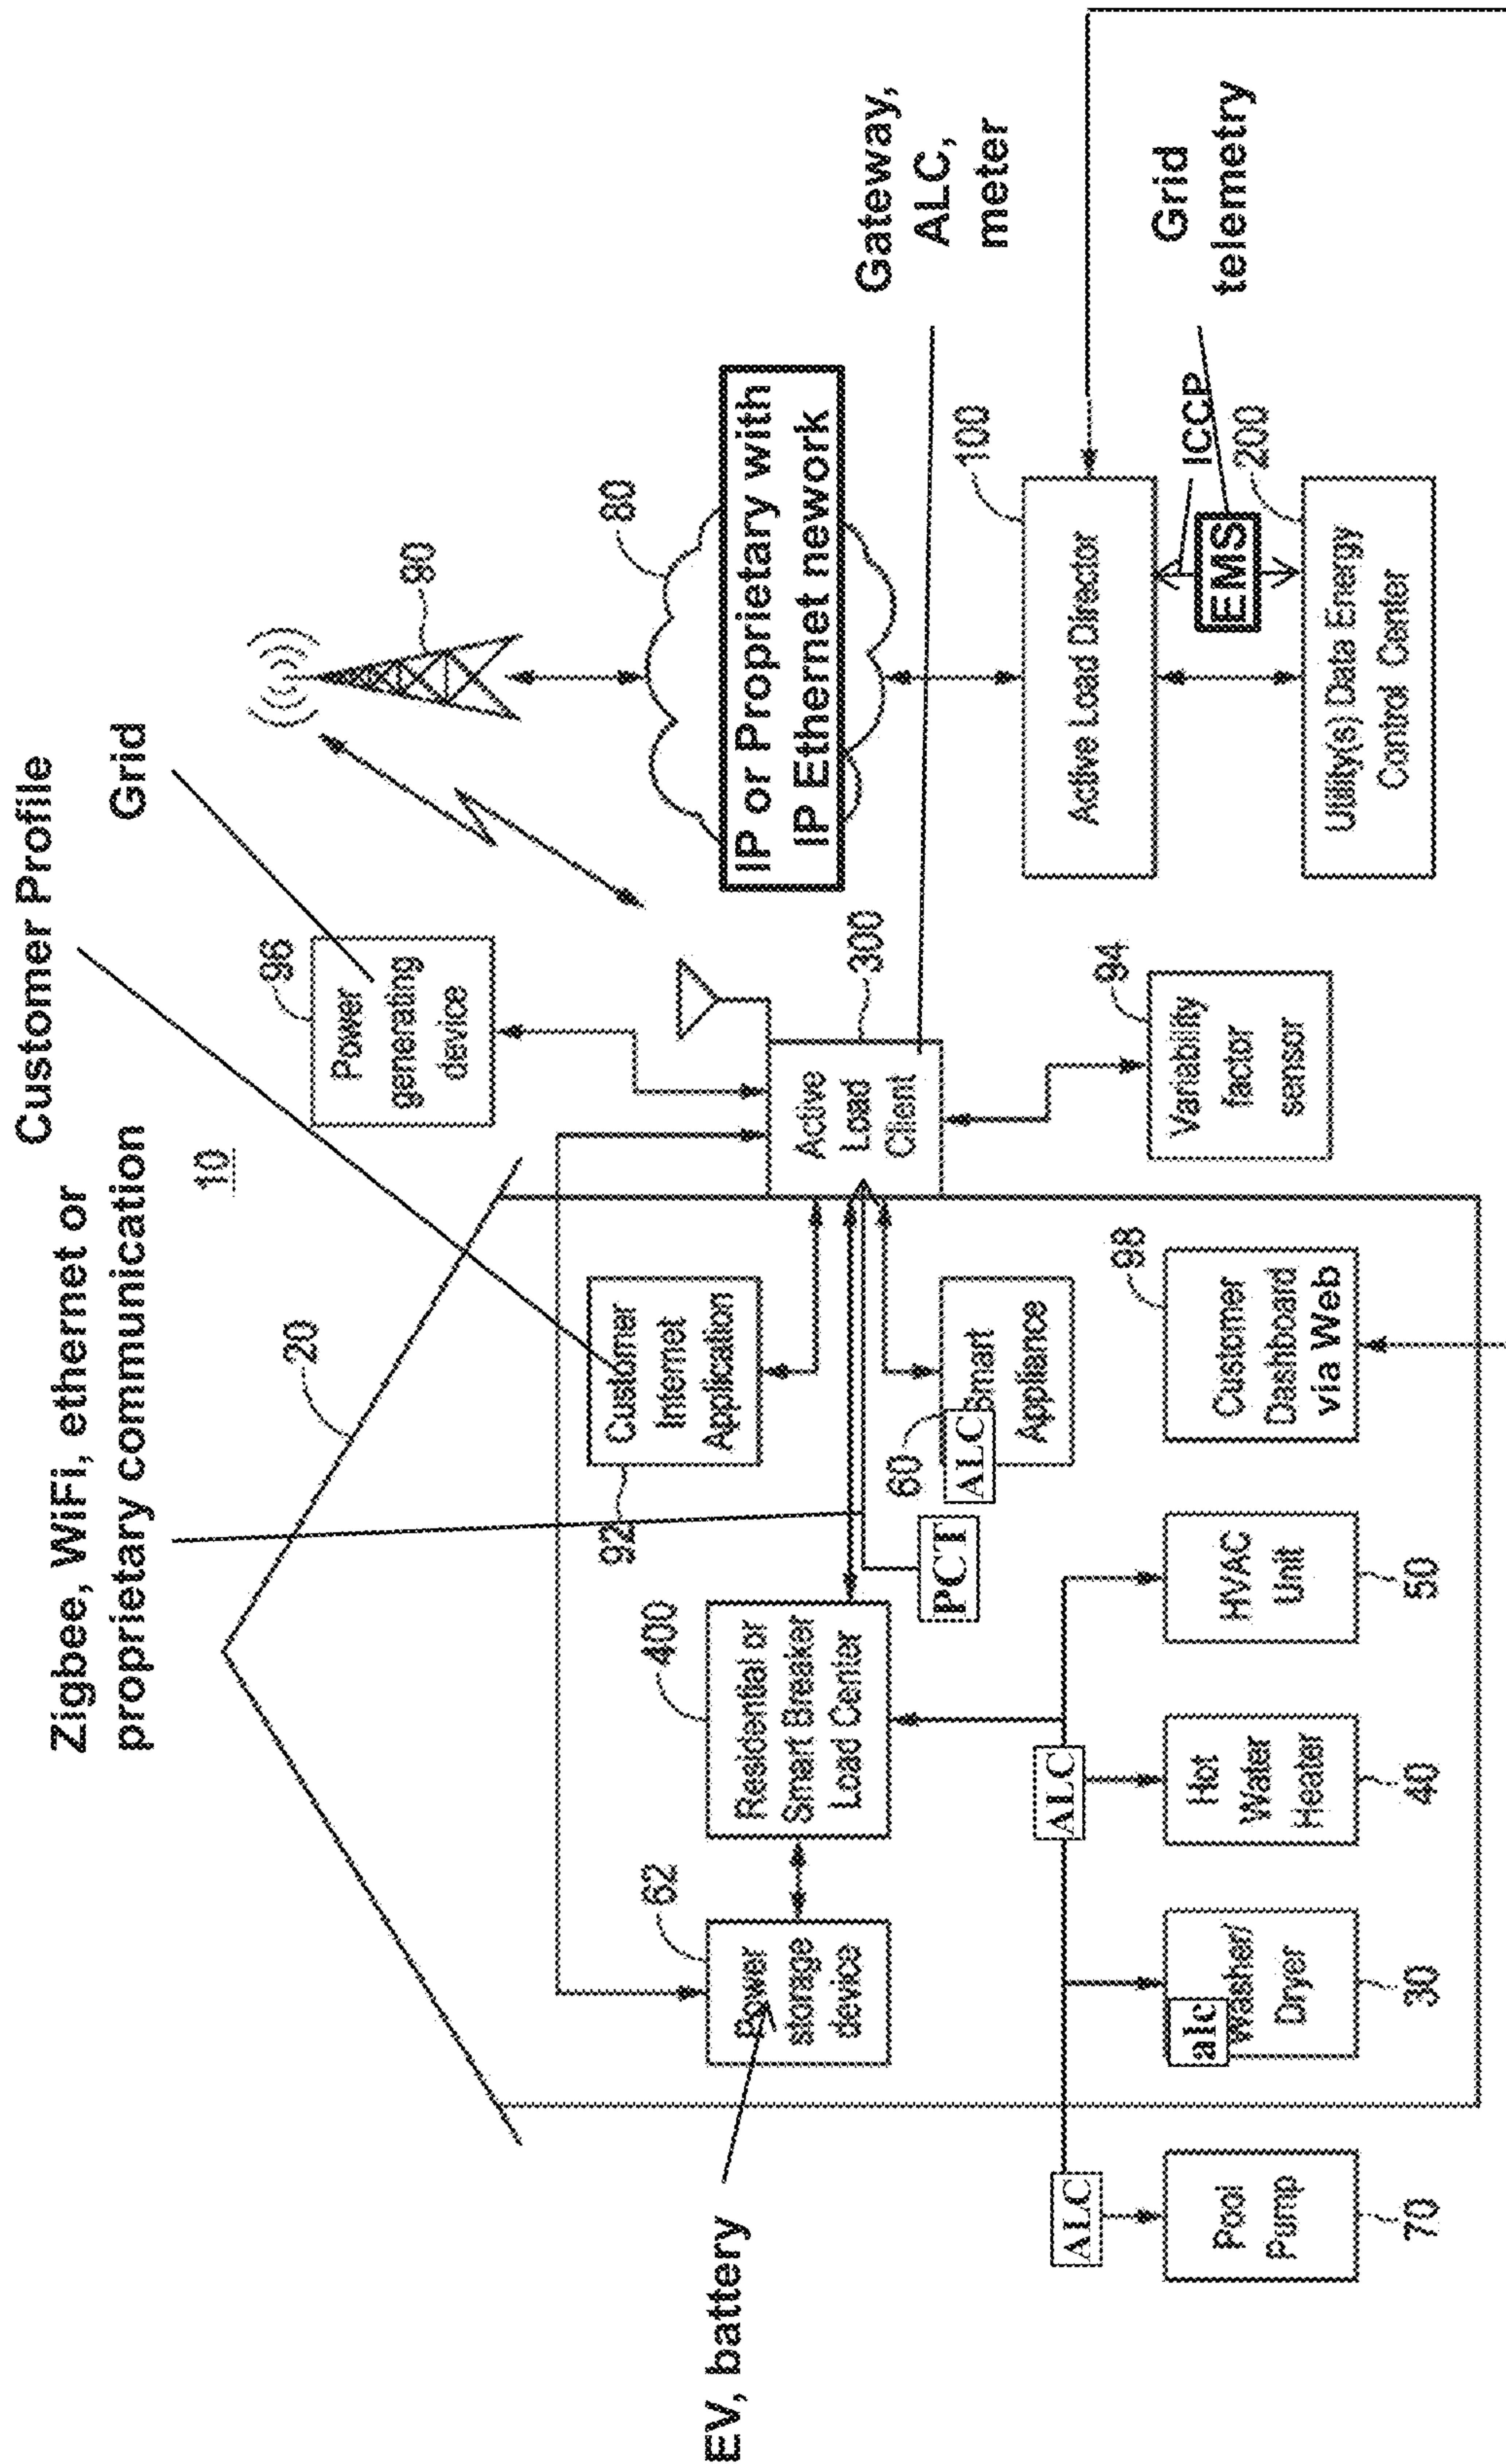 Customer Profile
Grid
Zigbee, WiFi, ethernet or
proprietary communication
10
20
96
Power
generating
device
90
80
IP or Proprietary with
IP Ethernet network
Gateway,
ALC,
meter
Grid
telemetry
100
Active Load Director
ICCP
EMS
200
Utility(s) Data Energy
Control Center
300
Active
Load
Client
94
Variability
factor
sensor
Customer
Internet
Application
92
60
ALC
Smart
Appliance
PCT
98
Customer
Dashboard
via Web
400
Residential or
Smart Breaker
Load Center
62
Power
storage
device
EV, battery
ALC
HVAC
Unit
50
Hot
Water
Heater
40
alc
Washer/
Dryer
30
ALC
Pool
Pump
70